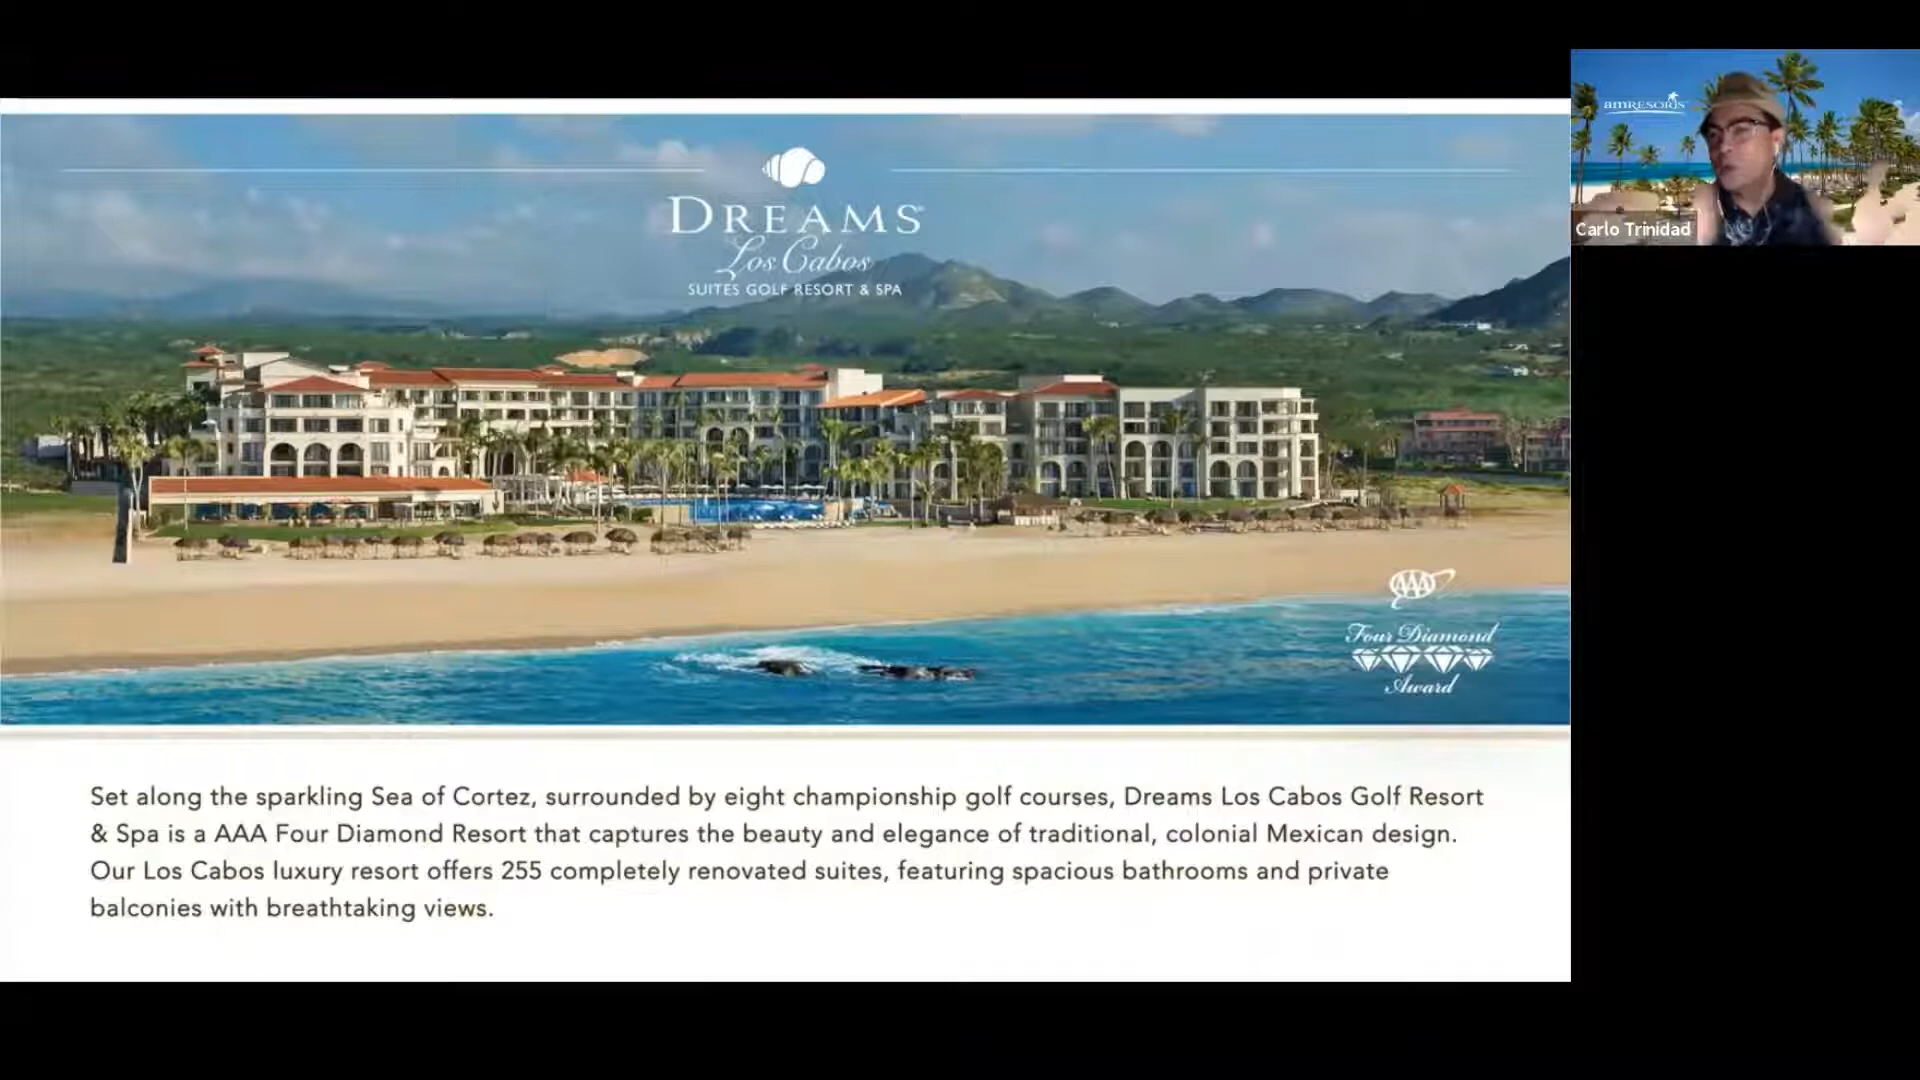 DREAMS
Los Cabos
SUITES GOLF RESORT & SPA
amRESORTS
Carlo Trinidad
AAA
Four Diamond
Award
Set along the sparkling Sea of Cortez, surrounded by eight championship golf courses, Dreams Los Cabos Golf Resort
& Spa is a AAA Four Diamond Resort that captures the beauty and elegance of traditional, colonial Mexican design.
Our Los Cabos luxury resort offers 255 completely renovated suites, featuring spacious bathrooms and private
balconies with breathtaking views.